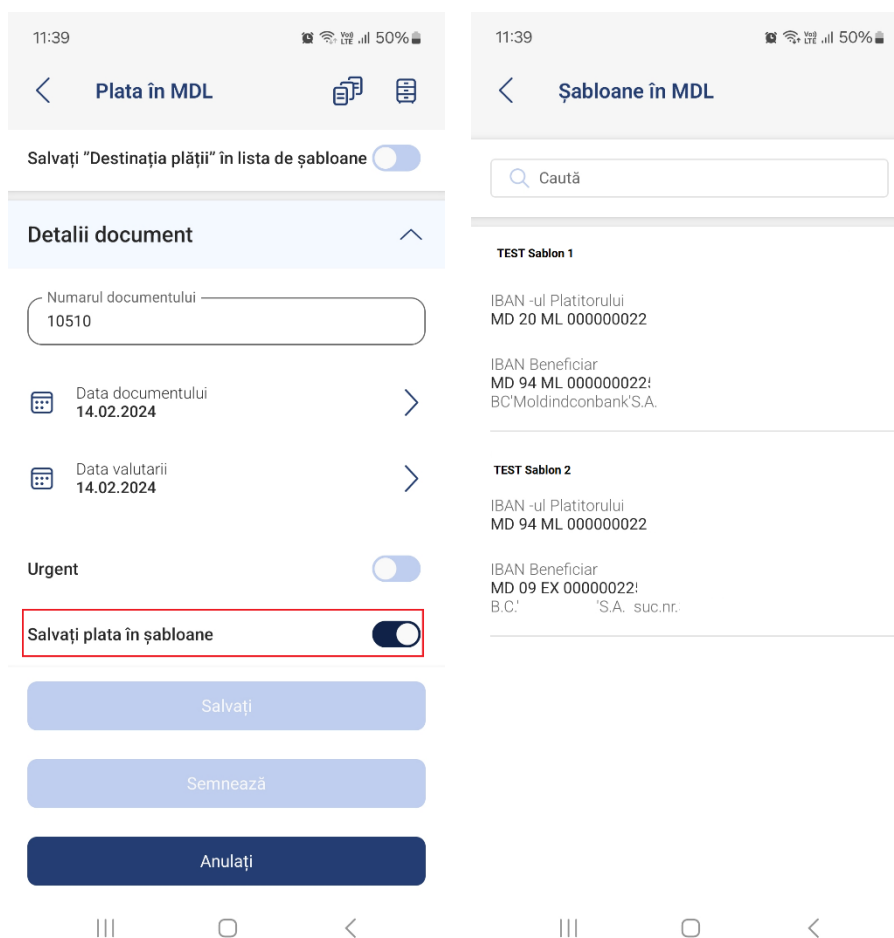 11:39
50%
Plata în MDL
Salvați "Destinația plății" în lista de șabloane
Detalii document
Numarul documentului
10510
Data documentului
14.02.2024
Data valutarii
14.02.2024
Urgent
Salvați plata în șabloane
Salvați
Semnează
Anulați
11:39
50%
Șabloane în MDL
Caută
TEST Sablon 1
IBAN -ul Platitorului
MD 20 ML 000000022
IBAN Beneficiar
MD 94 ML 000000022
BC'Moldindconbank'S.A.
TEST Sablon 2
IBAN -ul Platitorului
MD 94 ML 000000022
IBAN Beneficiar
MD 09 EX 00000022
B.C.' 'S.A. suc.nr.